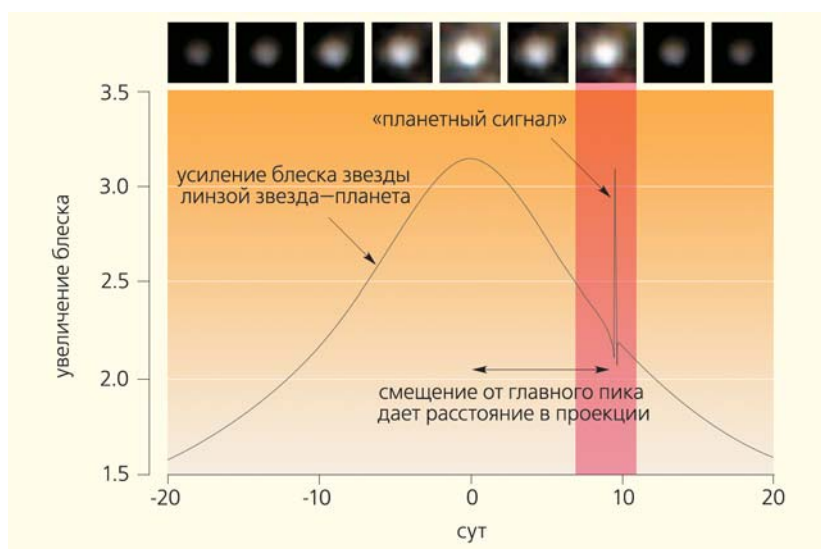 3.5
«планетный сигнал»
усиление блеска звезды
линзой звезда—планета
3.0
увеличение блеска
2.5
2.0
смещение от главного пика
дает расстояние в проекции
1.5
-20
-10
0
10
20
сут